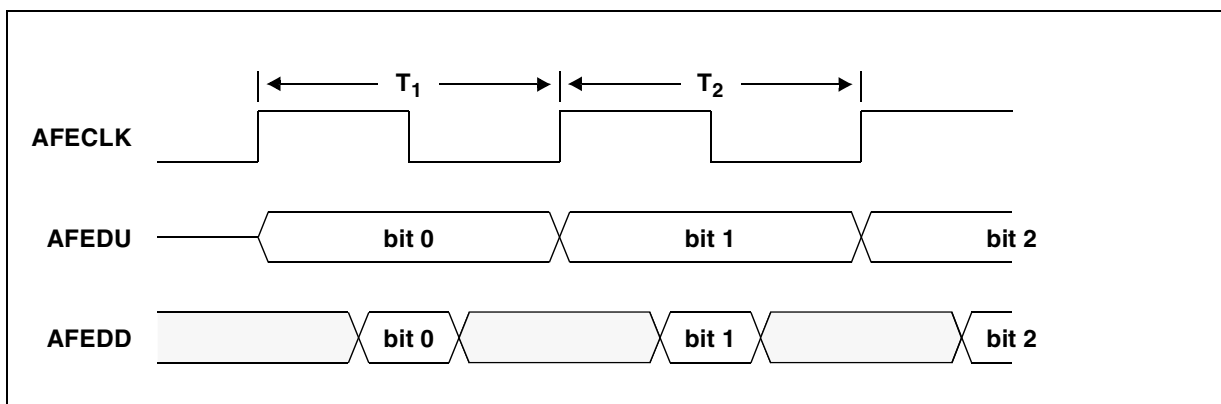 T1 T2
AFECLK
AFEDU bit 0 bit 1 bit 2
AFEDD bit 0 bit 1 bit 2